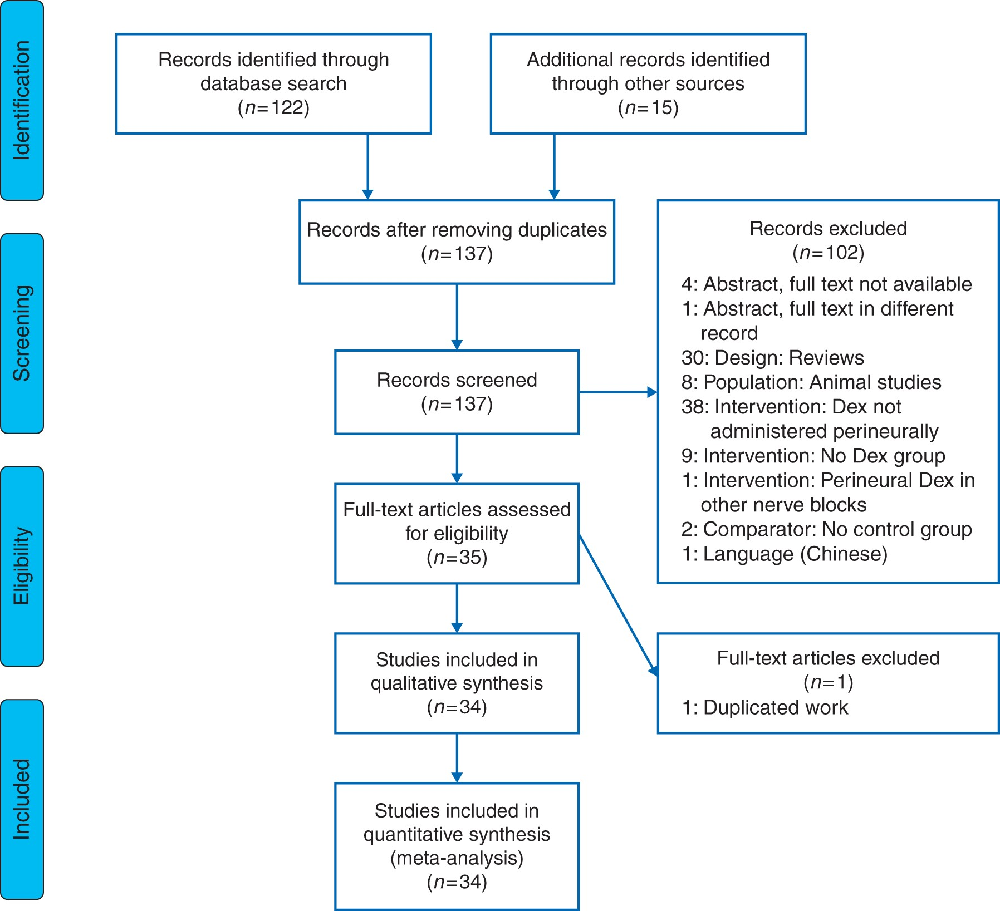 Identification
Records identified through
database search
(n=122)
Additional records identified
through other sources
(n=15)
Records after removing duplicates
(n=137)
Screening
Records screened
(n=137)
Records excluded
(n=102)
4: Abstract, full text not available
1: Abstract, full text in different
record
30: Design: Reviews
8: Population: Animal studies
38: Intervention: Dex not
administered perineurally
9: Intervention: No Dex group
1: Intervention: Perineural Dex in
other nerve blocks
2: Comparator: No control group
1: Language (Chinese)
Eligibility
Full-text articles assessed
for eligibility
(n=35)
Full-text articles excluded
(n=1)
1: Duplicated work
Studies included in
qualitative synthesis
(n=34)
Included
Studies included in
quantitative synthesis
(meta-analysis)
(n=34)